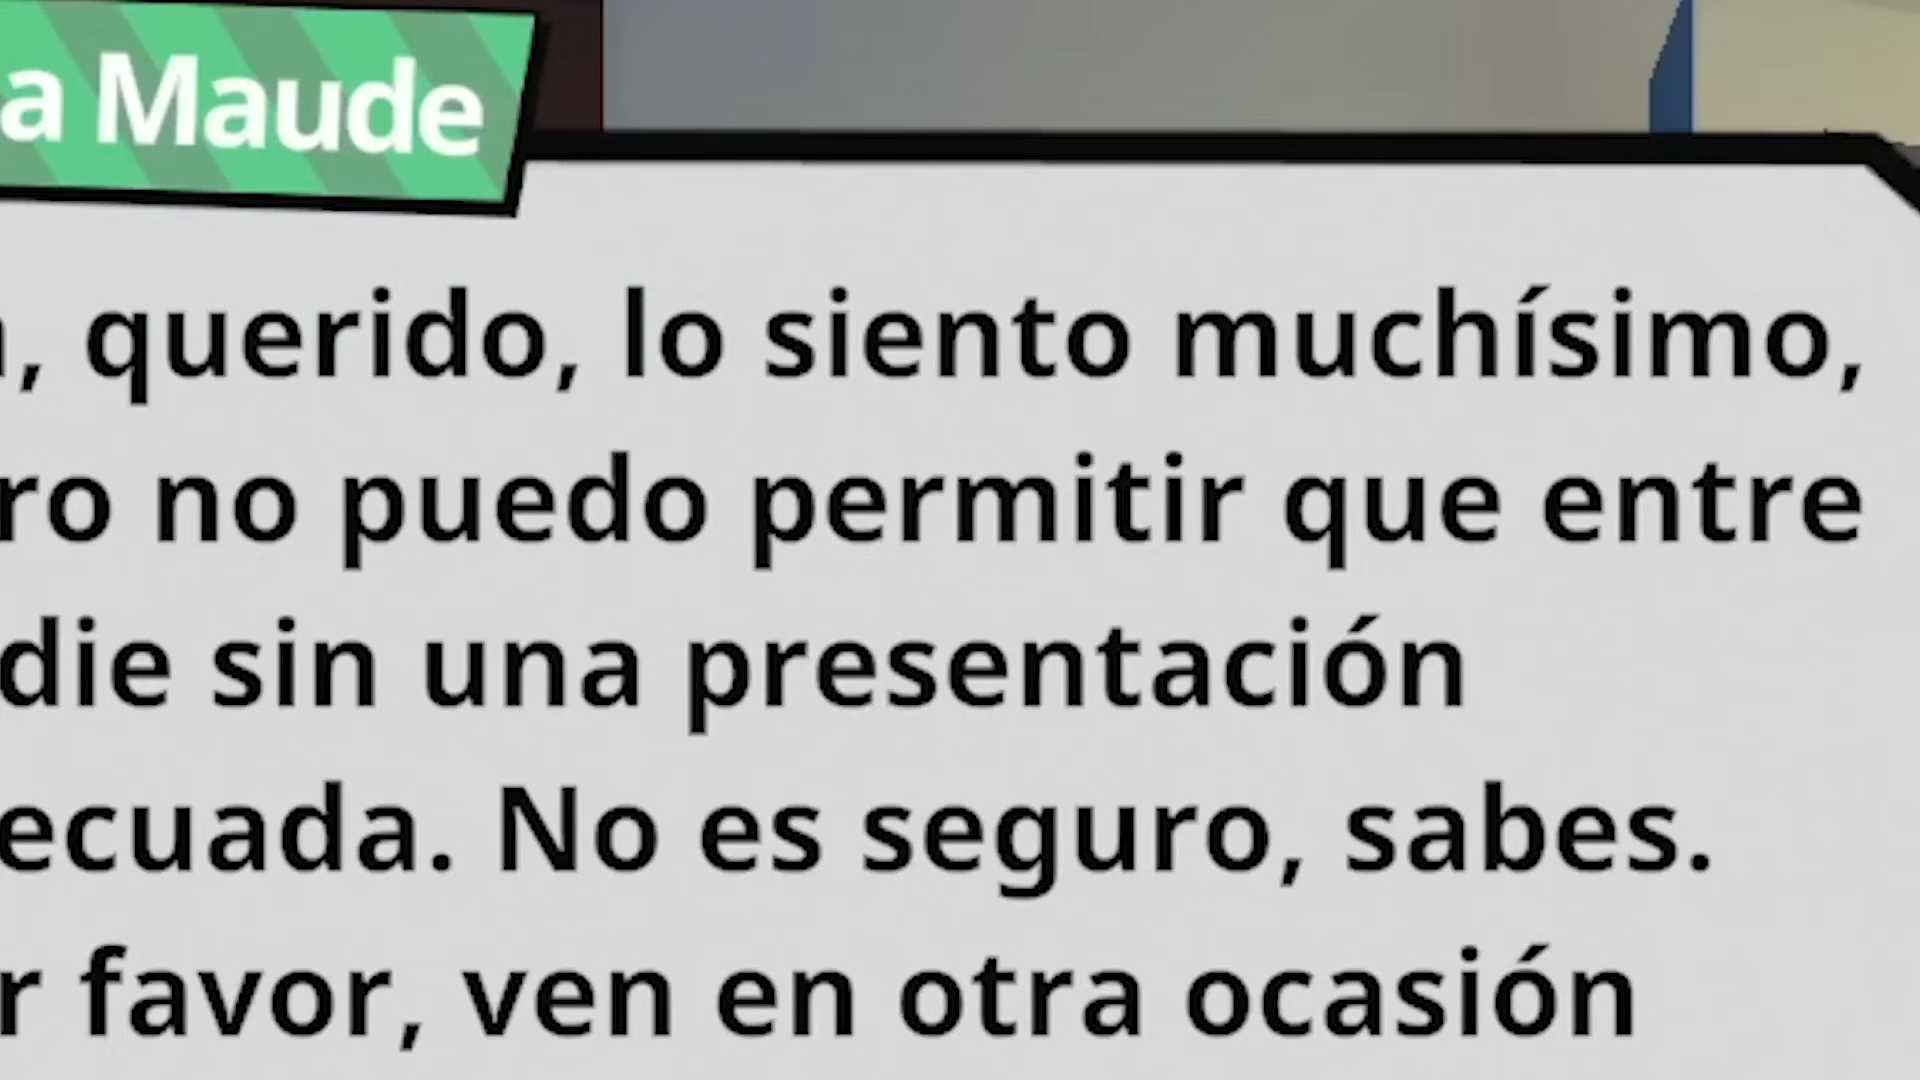 a Maude
, querido, lo siento muchísimo,
ro no puedo permitir que entre
die sin una presentación
ecuada. No es seguro, sabes.
r favor, ven en otra ocasión